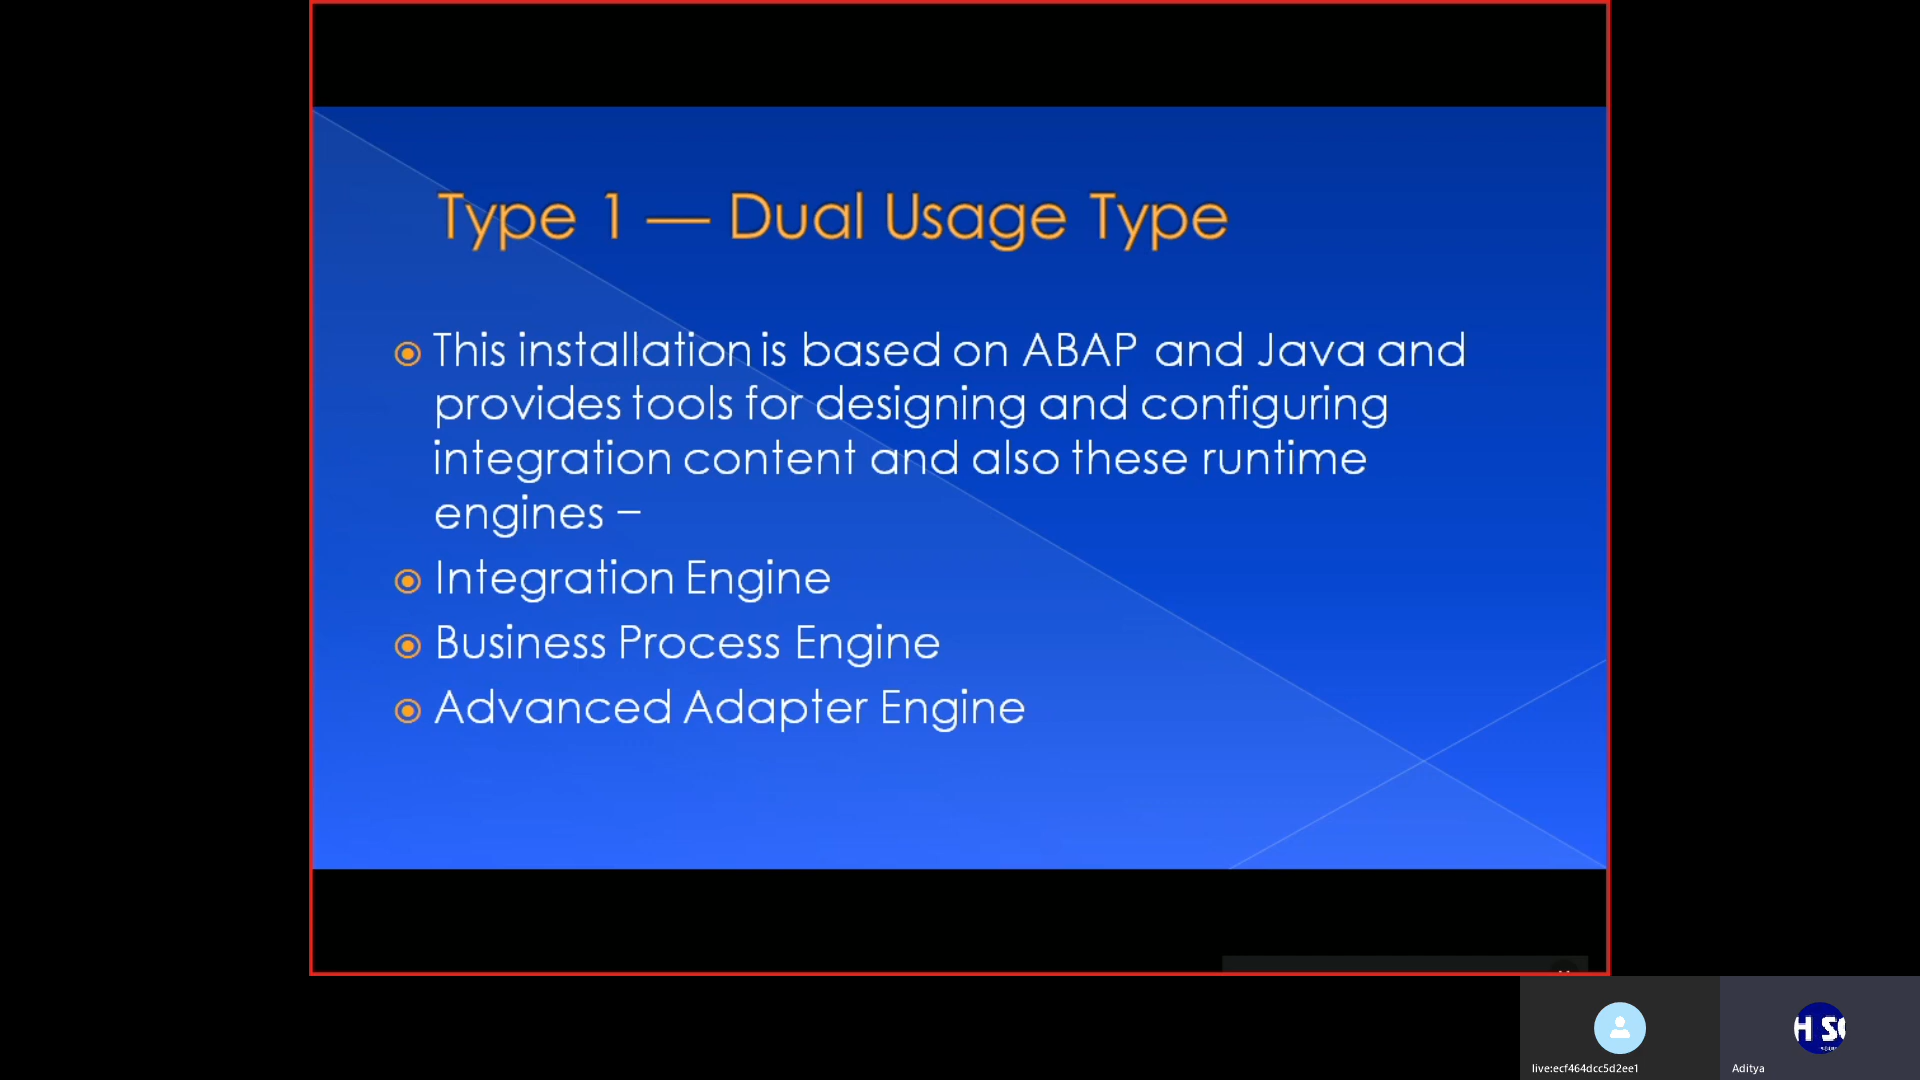 Type 1 — Dual Usage Type
This installation is based on ABAP and Java and
provides tools for designing and configuring
integration content and also these runtime
engines –
Integration Engine
Business Process Engine
Advanced Adapter Engine
H S
live:ecf464dcc5d2ee1
Aditya